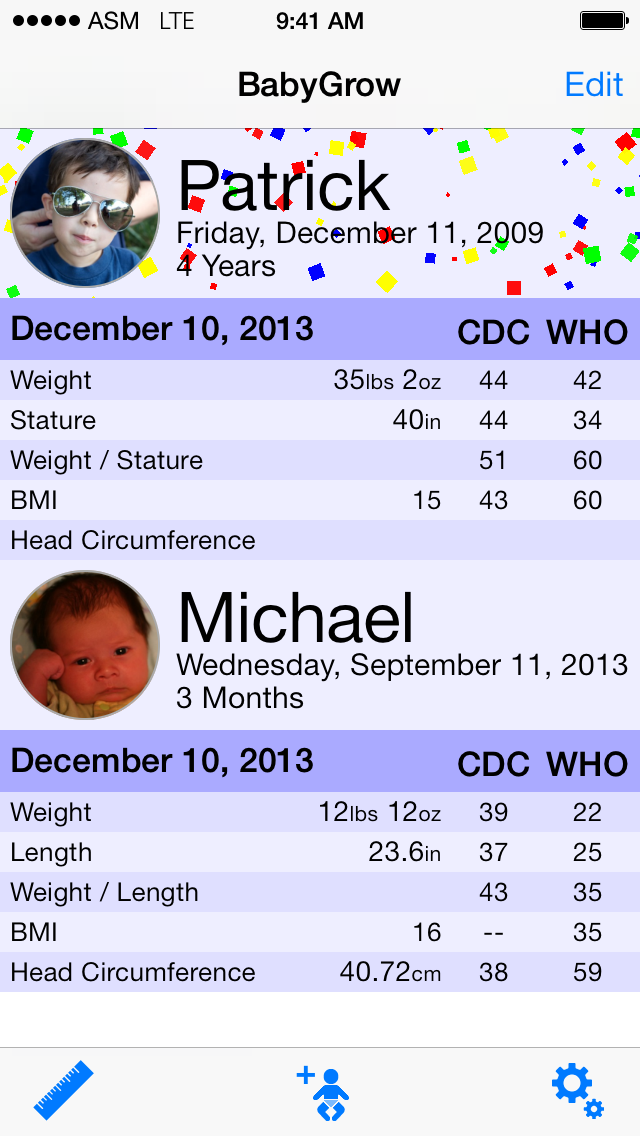 ASM LTE 9:41 AM
BabyGrow Edit
Patrick
Friday, December 11, 2009
4 Years
December 10, 2013 CDC WHO
Weight 35lbs 2oz 44 42
Stature 40in 44 34
Weight / Stature 51 60
BMI 15 43 60
Head Circumference
Michael
Wednesday, September 11, 2013
3 Months
December 10, 2013 CDC WHO
Weight 12lbs 12oz 39 22
Length 23.6in 37 25
Weight / Length 43 35
BMI 16 -- 35
Head Circumference 40.72cm 38 59